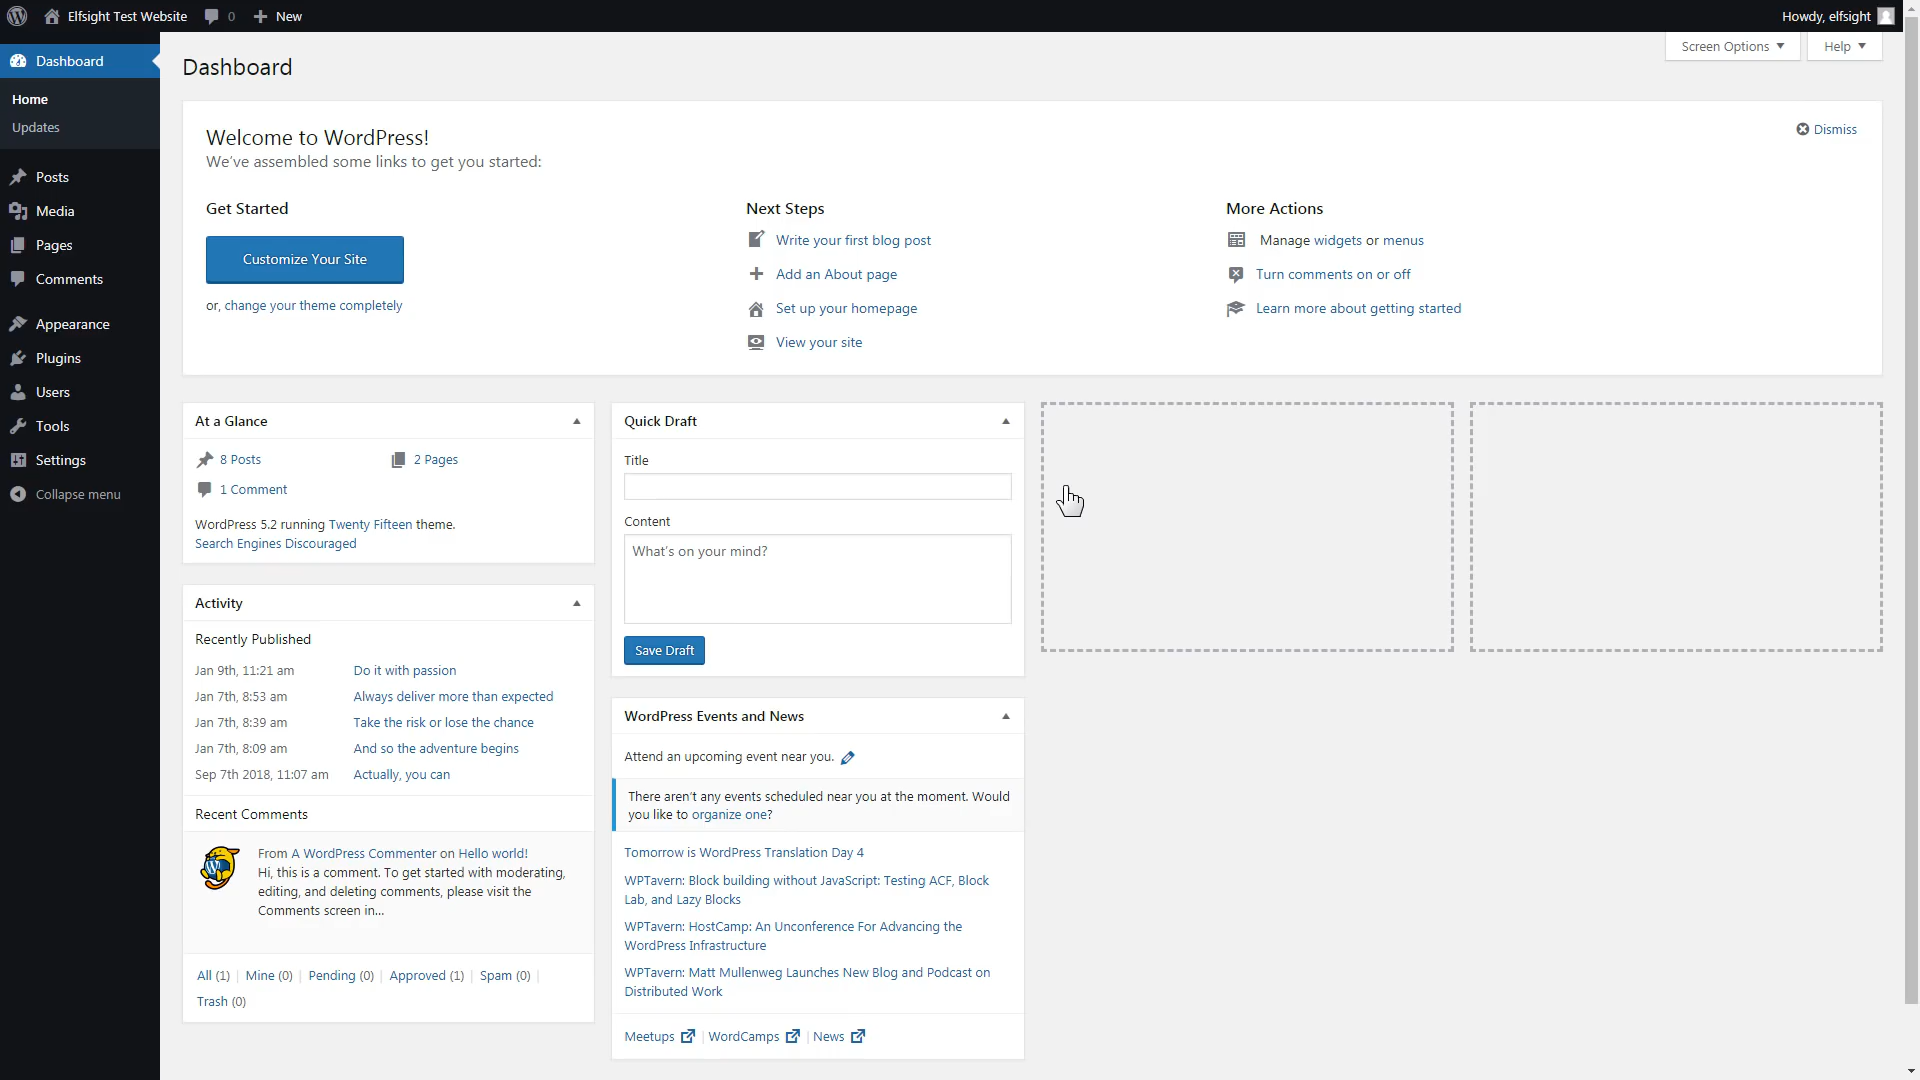 Elfsight Test Website 0 New Howdy, elfsight
Screen Options Help
Dashboard
Home
Updates
Posts
Media
Pages
Comments
Appearance
Plugins
Users
Tools
Settings
Collapse menu
Dashboard
Welcome to WordPress!
We've assembled some links to get you started:
Dismiss
Get Started
Customize Your Site
or, change your theme completely
Next Steps
Write your first blog post
Add an About page
Set up your homepage
View your site
More Actions
Manage widgets or menus
Turn comments on or off
Learn more about getting started
At a Glance
8 Posts 2 Pages
1 Comment
WordPress 5.2 running Twenty Fifteen theme.
Search Engines Discouraged
Activity
Recently Published
Jan 9th, 11:21 am Do it with passion
Jan 7th, 8:53 am Always deliver more than expected
Jan 7th, 8:39 am Take the risk or lose the chance
Jan 7th, 8:09 am And so the adventure begins
Sep 7th 2018, 11:07 am Actually, you can
Recent Comments
From A WordPress Commenter on Hello world!
Hi, this is a comment. To get started with moderating,
editing, and deleting comments, please visit the
Comments screen in...
All (1) | Mine (0) | Pending (0) | Approved (1) | Spam (0) |
Trash (0)
Quick Draft
Title
Content
What's on your mind?
Save Draft
WordPress Events and News
Attend an upcoming event near you.
There aren't any events scheduled near you at the moment. Would
you like to organize one?
Tomorrow is WordPress Translation Day 4
WPTavern: Block building without JavaScript: Testing ACF, Block
Lab, and Lazy Blocks
WPTavern: HostCamp: An Unconference For Advancing the
WordPress Infrastructure
WPTavern: Matt Mullenweg Launches New Blog and Podcast on
Distributed Work
Meetups | WordCamps | News